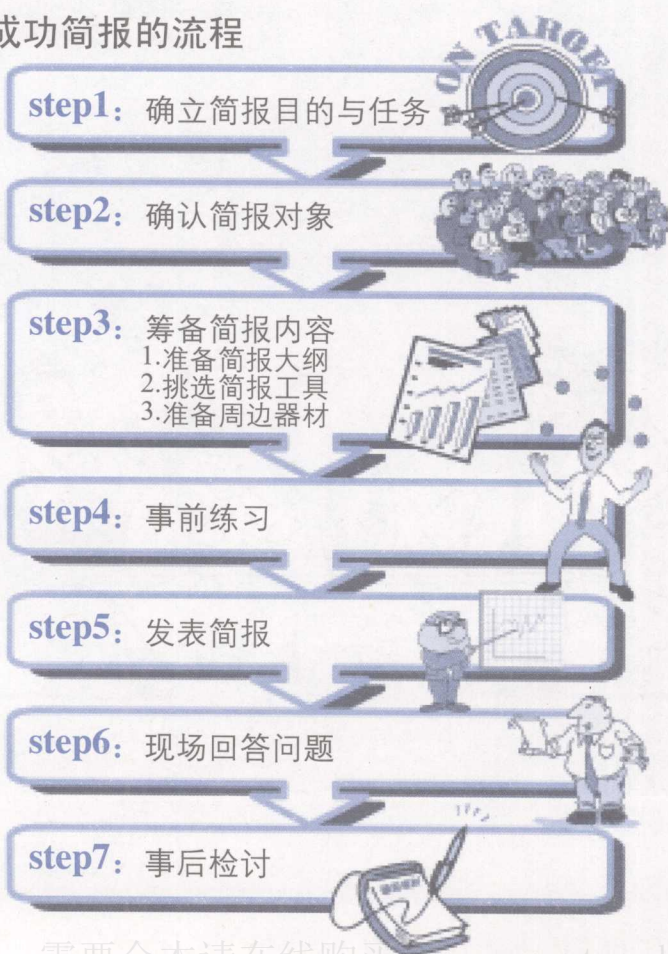 成功简报的流程
ON TARGET
step1：确立简报目的与任务
step2：确认简报对象
step3：筹备简报内容
1.准备简报大纲
2.挑选简报工具
3.准备周边器材
step4：事前练习
step5：发表简报
step6：现场回答问题
step7：事后检讨